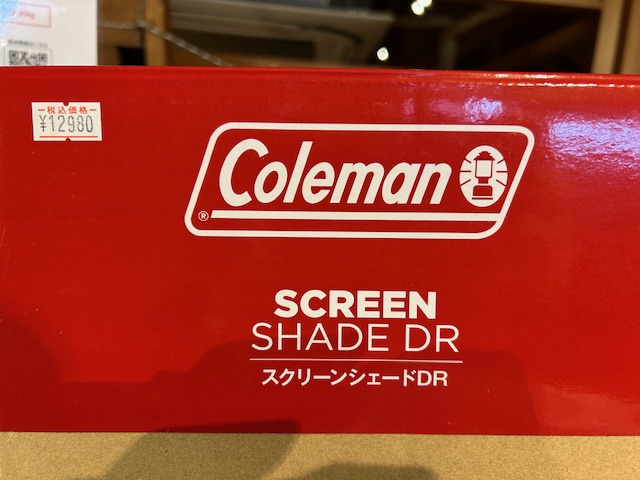 税込価格
¥12980
Coleman
®
SCREEN
SHADE DR
スクリーンシェードDR